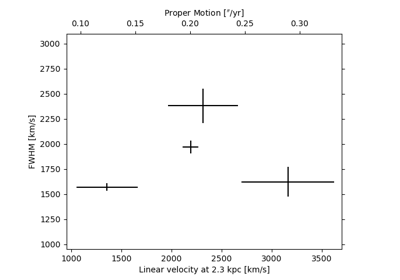 Proper Motion ["/yr]
0.10 0.15 0.20 0.25 0.30
3000
2750
2500
2250
2000
1750
1500
1250
1000
FWHM [km/s]
1000 1500 2000 2500 3000 3500
Linear velocity at 2.3 kpc [km/s]